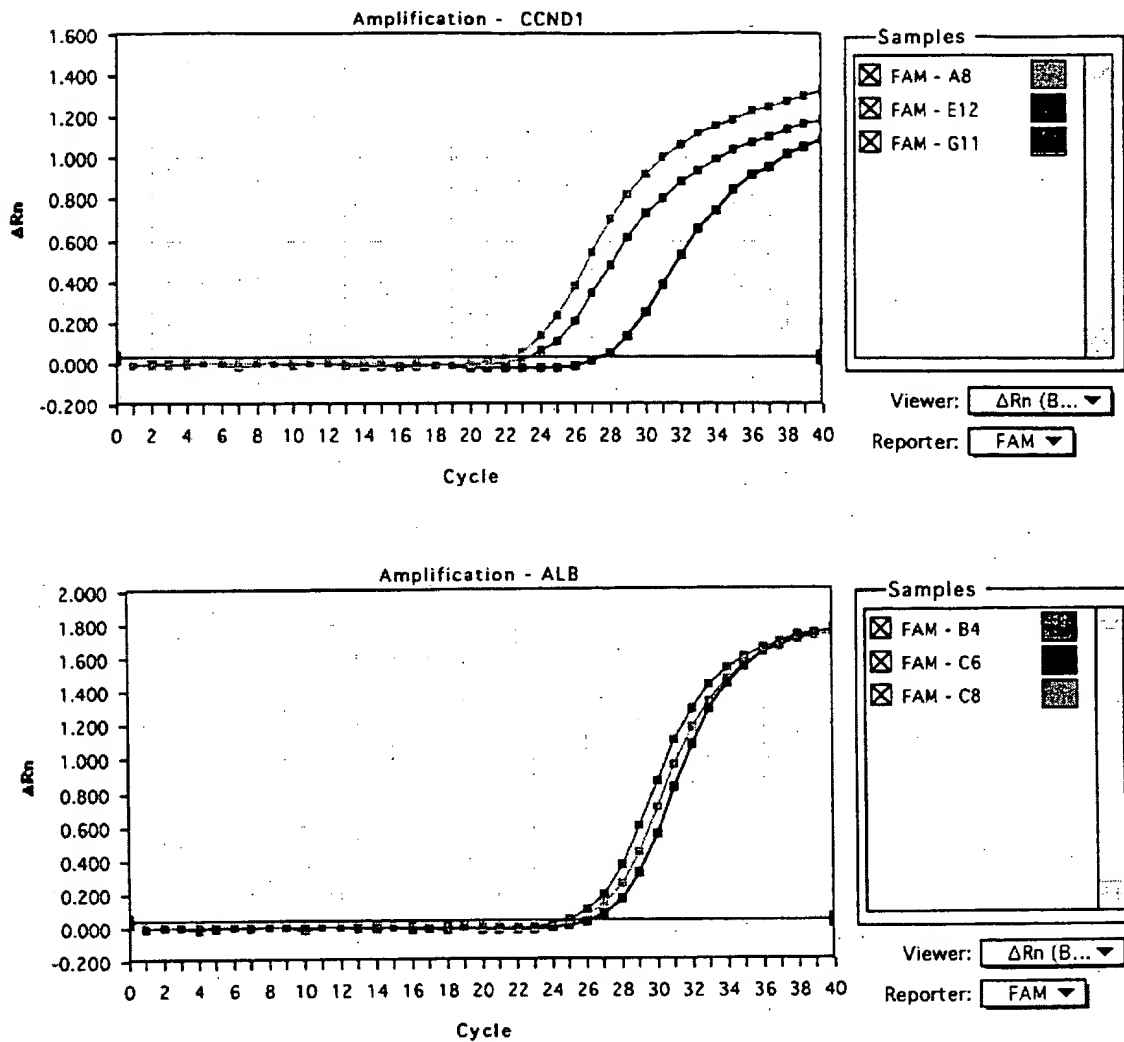 Amplification - CCND1
1.600
1.400
1.200
1.000
0.800
0.600
0.400
0.200
0.000
-0.200
ΔRn
0 2 4 6 8 10 12 14 16 18 20 22 24 26 28 30 32 34 36 38 40
Cycle
Samples
FAM - A8
FAM - E12
FAM - G11
Viewer: ΔRn (B...
Reporter: FAM
Amplification - ALB
2.000
1.800
1.600
1.400
1.200
1.000
0.800
0.600
0.400
0.200
0.000
-0.200
ΔRn
0 2 4 6 8 10 12 14 16 18 20 22 24 26 28 30 32 34 36 38 40
Cycle
Samples
FAM - B4
FAM - C6
FAM - C8
Viewer: ΔRn (B...
Reporter: FAM